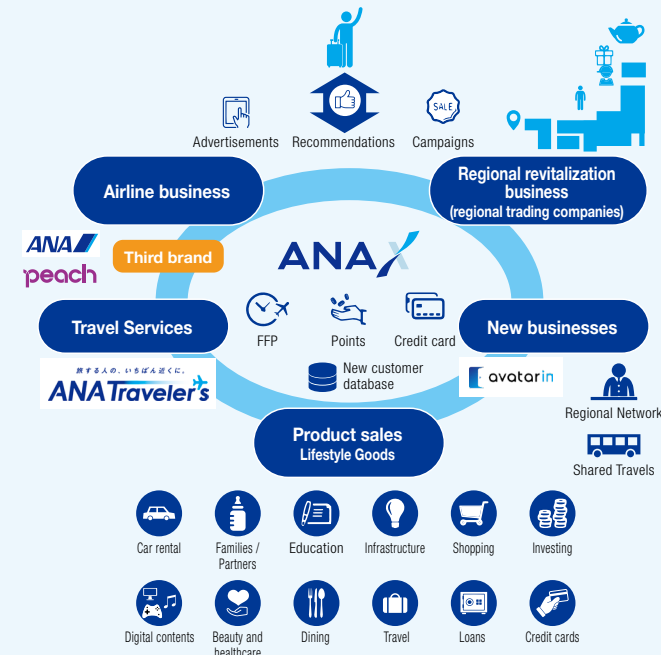 SALE
Advertisements
Recommendations
Campaigns
Airline business
Regional revitalization
business
(regional trading companies)
ANA
peach
Third brand
ANA X
FFP
Points
Credit card
New customer
database
Travel Services
旅する人の、いちばん近くに。
ANA Traveler's
New businesses
avatarin
Regional Network
Shared Travels
Product sales
Lifestyle Goods
Car rental
Families /
Partners
Education
Infrastructure
Shopping
Investing
Digital contents
Beauty and
healthcare
Dining
Travel
Loans
Credit cards